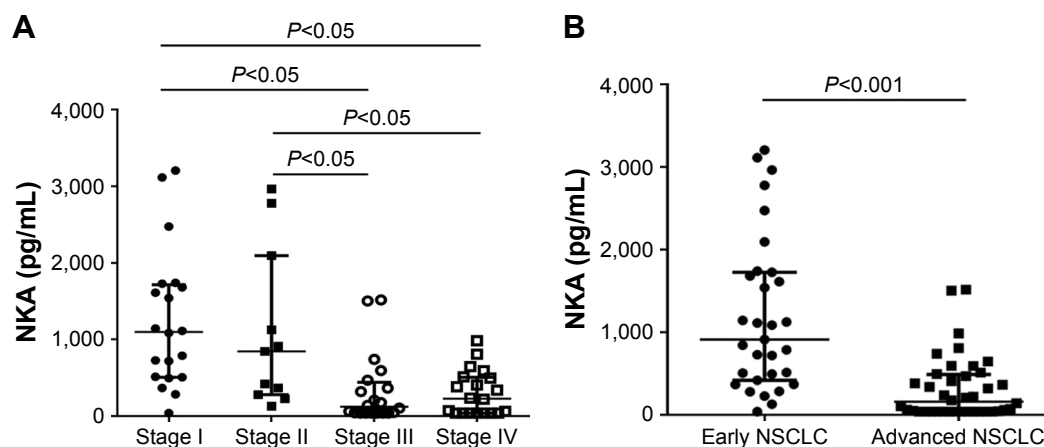 A
P<0.05
P<0.05
P<0.05
P<0.05
4,000
3,000
2,000
1,000
0
NKA (pg/mL)
Stage I Stage II Stage III Stage IV
B
P<0.001
4,000
3,000
2,000
1,000
0
NKA (pg/mL)
Early NSCLC Advanced NSCLC